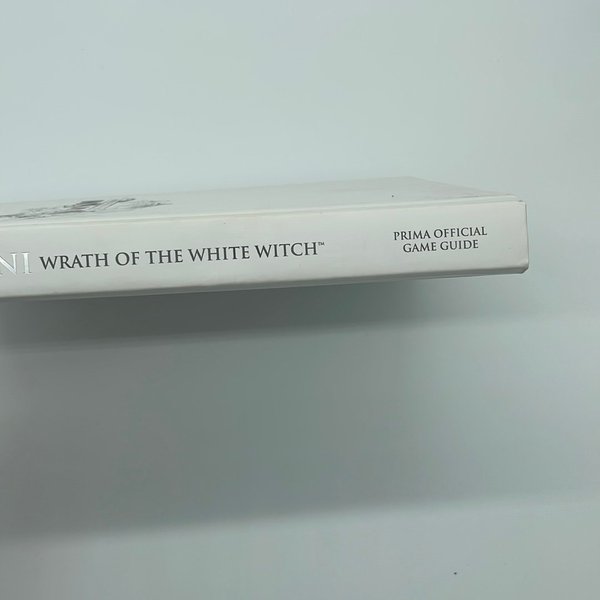 NI WRATH OF THE WHITE WITCH™
PRIMA OFFICIAL
GAME GUIDE